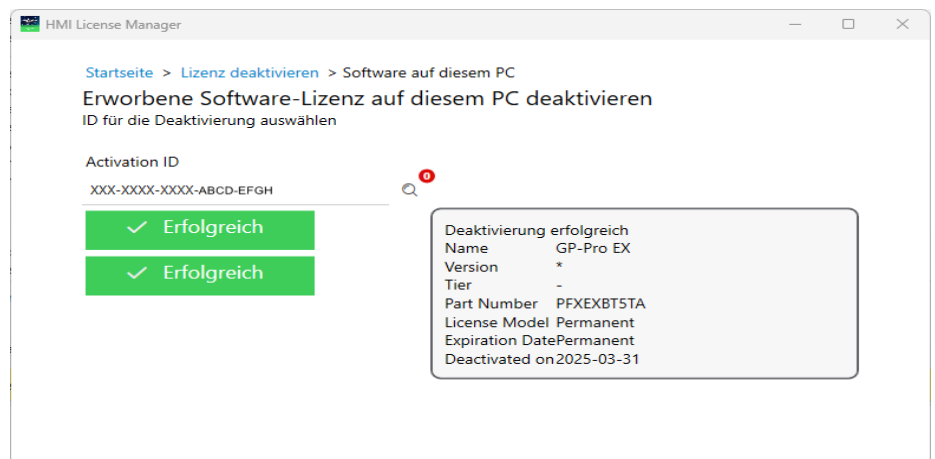 HMI License Manager
Startseite > Lizenz deaktivieren > Software auf diesem PC
Erworbene Software-Lizenz auf diesem PC deaktivieren
ID für die Deaktivierung auswählen
Activation ID
XXX-XXXX-XXXX-ABCD-EFGH
0
Erfolgreich
Erfolgreich
Deaktivierung erfolgreich
Name GP-Pro EX
Version *
Tier -
Part Number PFXEXBT5TA
License Model Permanent
Expiration DatePermanent
Deactivated on2025-03-31